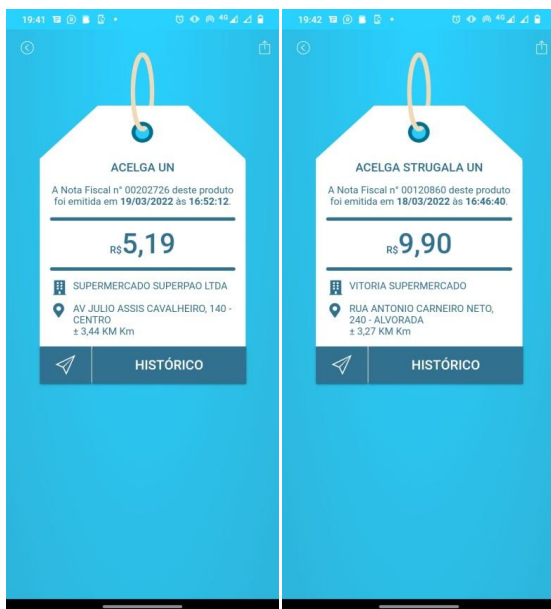 19:41
4G
ACELGA UN
A Nota Fiscal n° 00202726 deste produto
foi emitida em 19/03/2022 às 16:52:12.
R$5,19
SUPERMERCADO SUPERPAO LTDA
AV JULIO ASSIS CAVALHEIRO, 140 -
CENTRO
± 3,44 KM Km
HISTÓRICO
19:42
4G
ACELGA STRUGALA UN
A Nota Fiscal n° 00120860 deste produto
foi emitida em 18/03/2022 às 16:46:40.
R$9,90
VITORIA SUPERMERCADO
RUA ANTONIO CARNEIRO NETO,
240 - ALVORADA
± 3,27 KM Km
HISTÓRICO